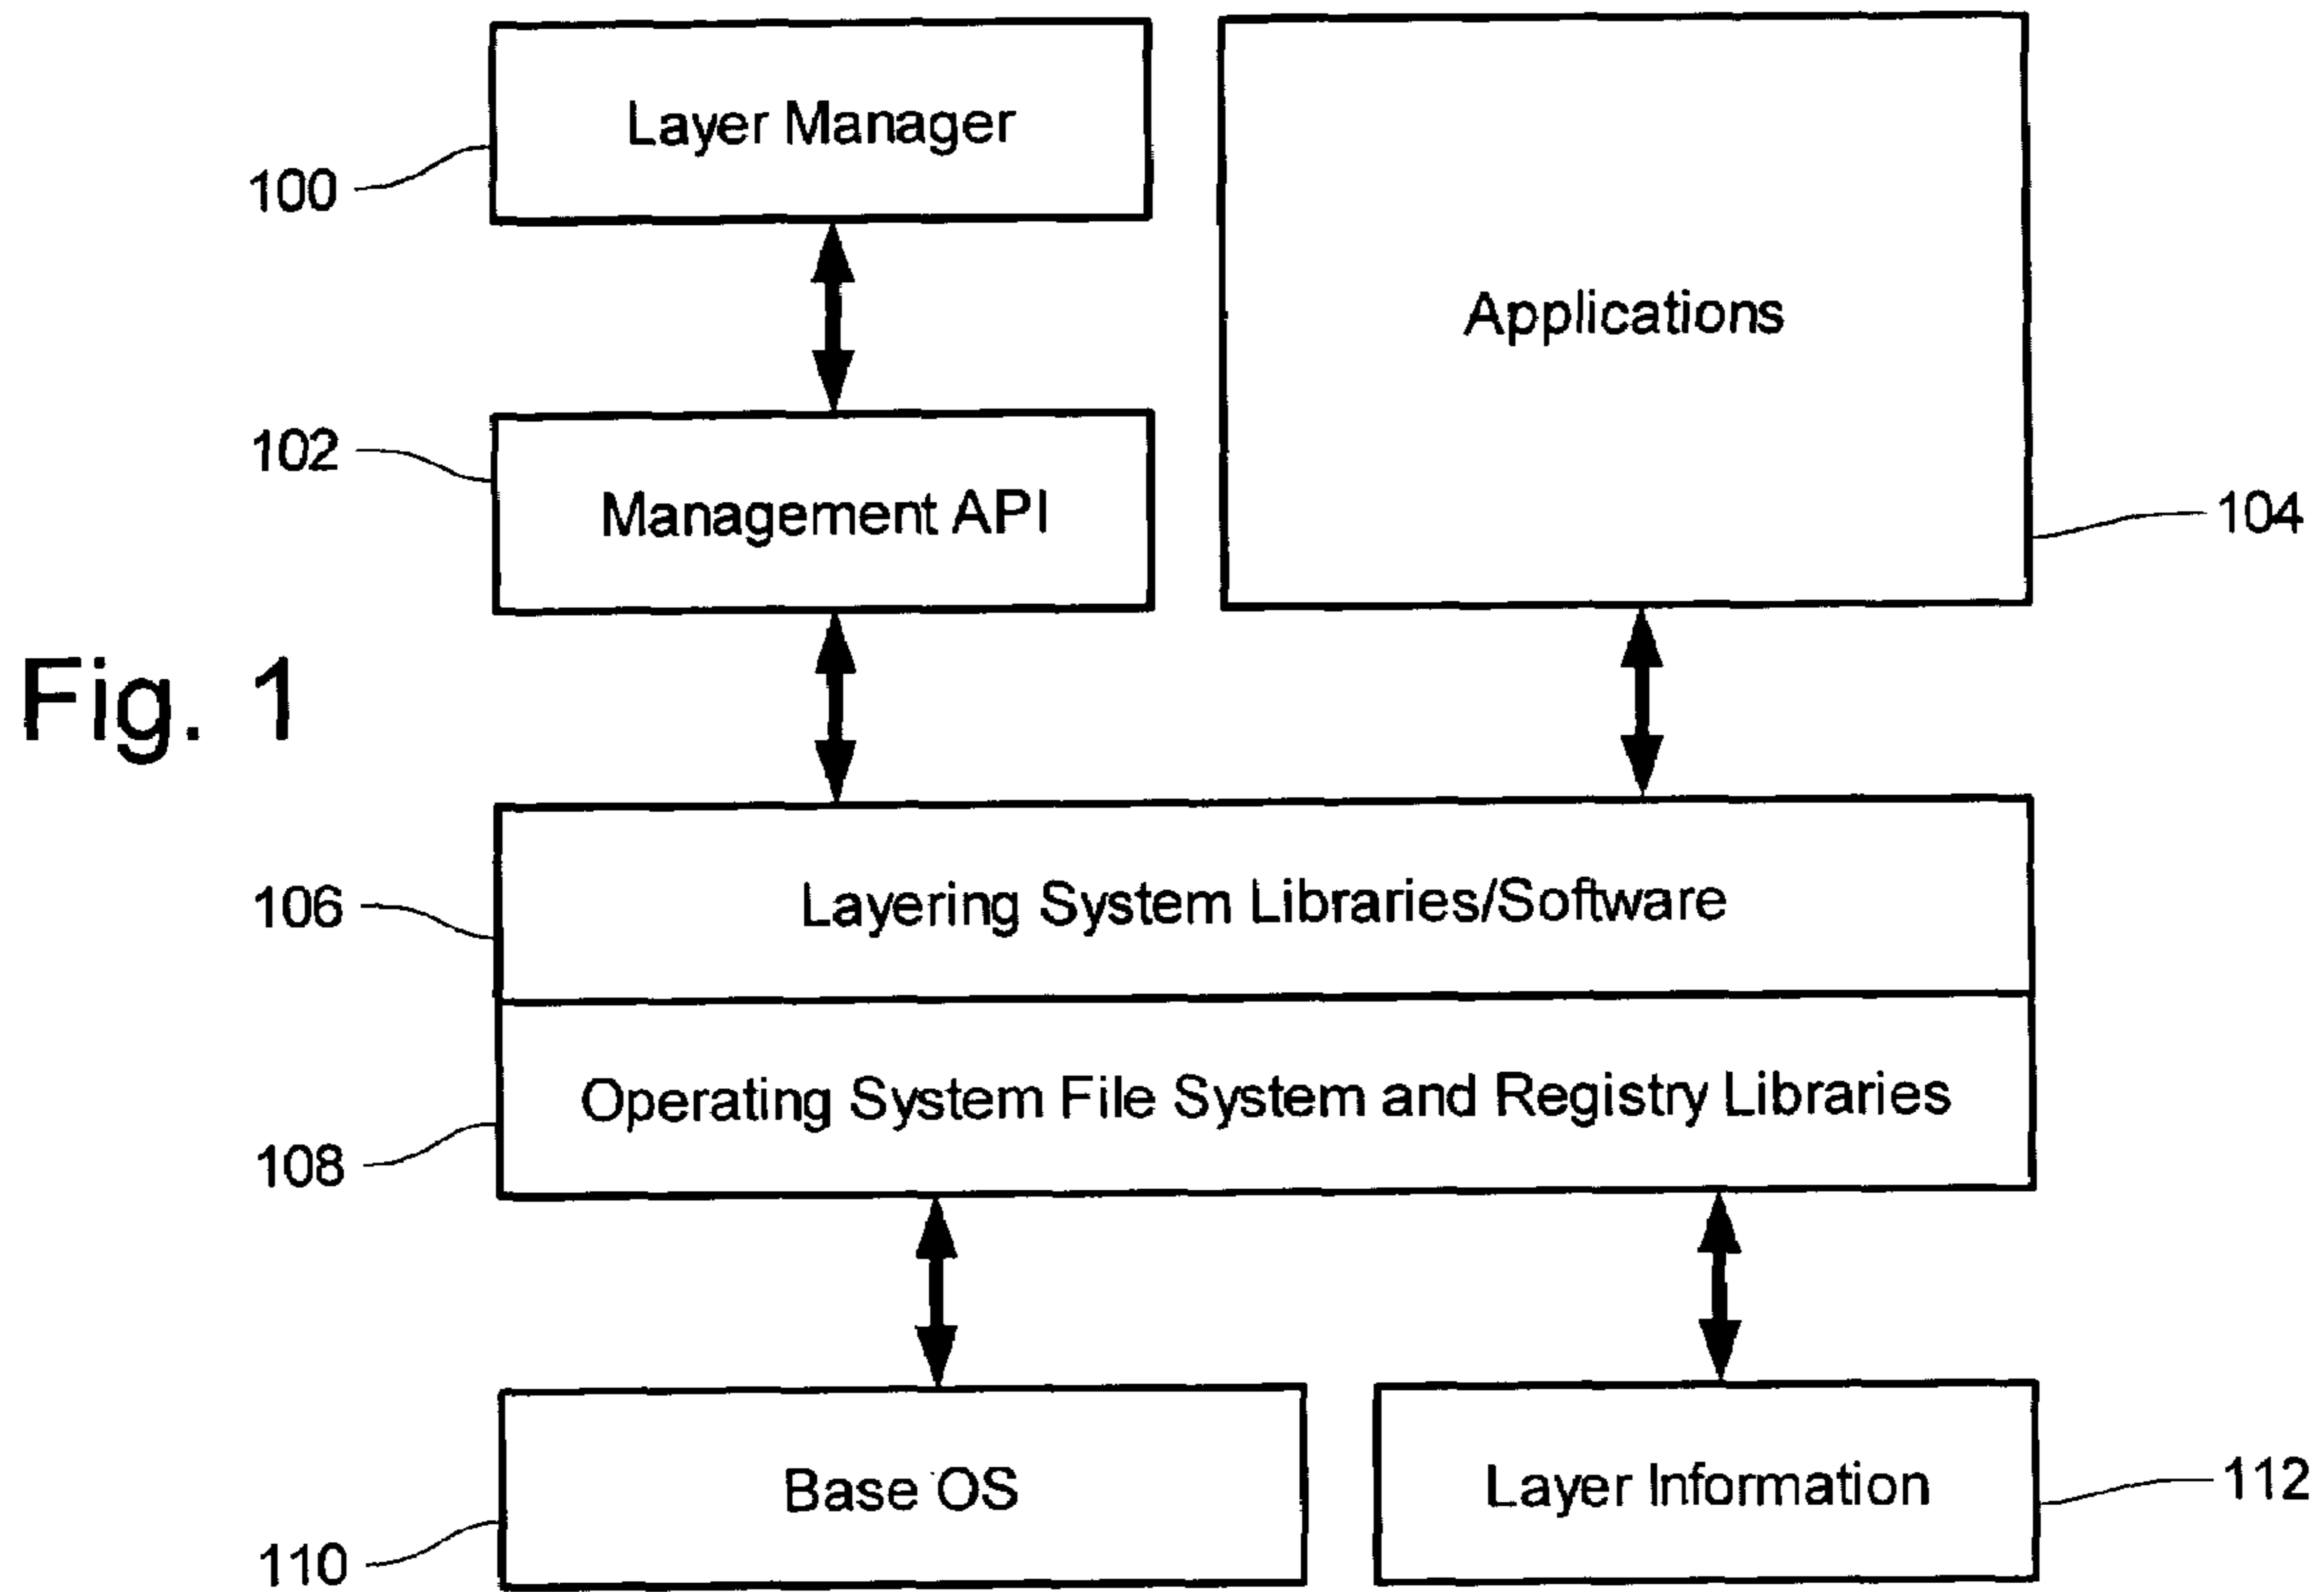 Layer Manager
100
Applications
102
Management API
104
Fig. 1
106
Layering System Libraries/Software
Operating System File System and Registry Libraries
108
Base OS
Layer Information
112
110